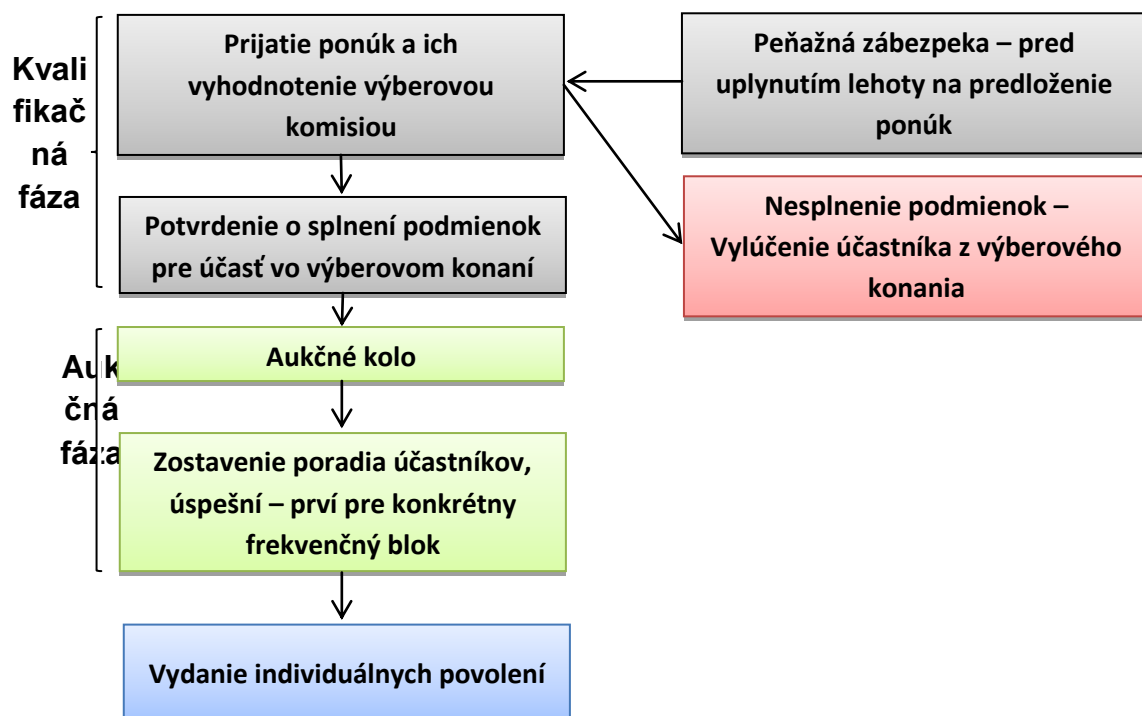 Kvali
fikač
ná
fáza
Prijatie ponúk a ich
vyhodnotenie výberovou
komisiou
Peňažná zábezpeka – pred
uplynutím lehoty na predloženie
ponúk
Nesplnenie podmienok –
Vylúčenie účastníka z výberového
konania
Potvrdenie o splnení podmienok
pre účasť vo výberovom konaní
Auk
čná
fáza
Aukčné kolo
Zostavenie poradia účastníkov,
úspešní – prví pre konkrétny
frekvenčný blok
Vydanie individuálnych povolení